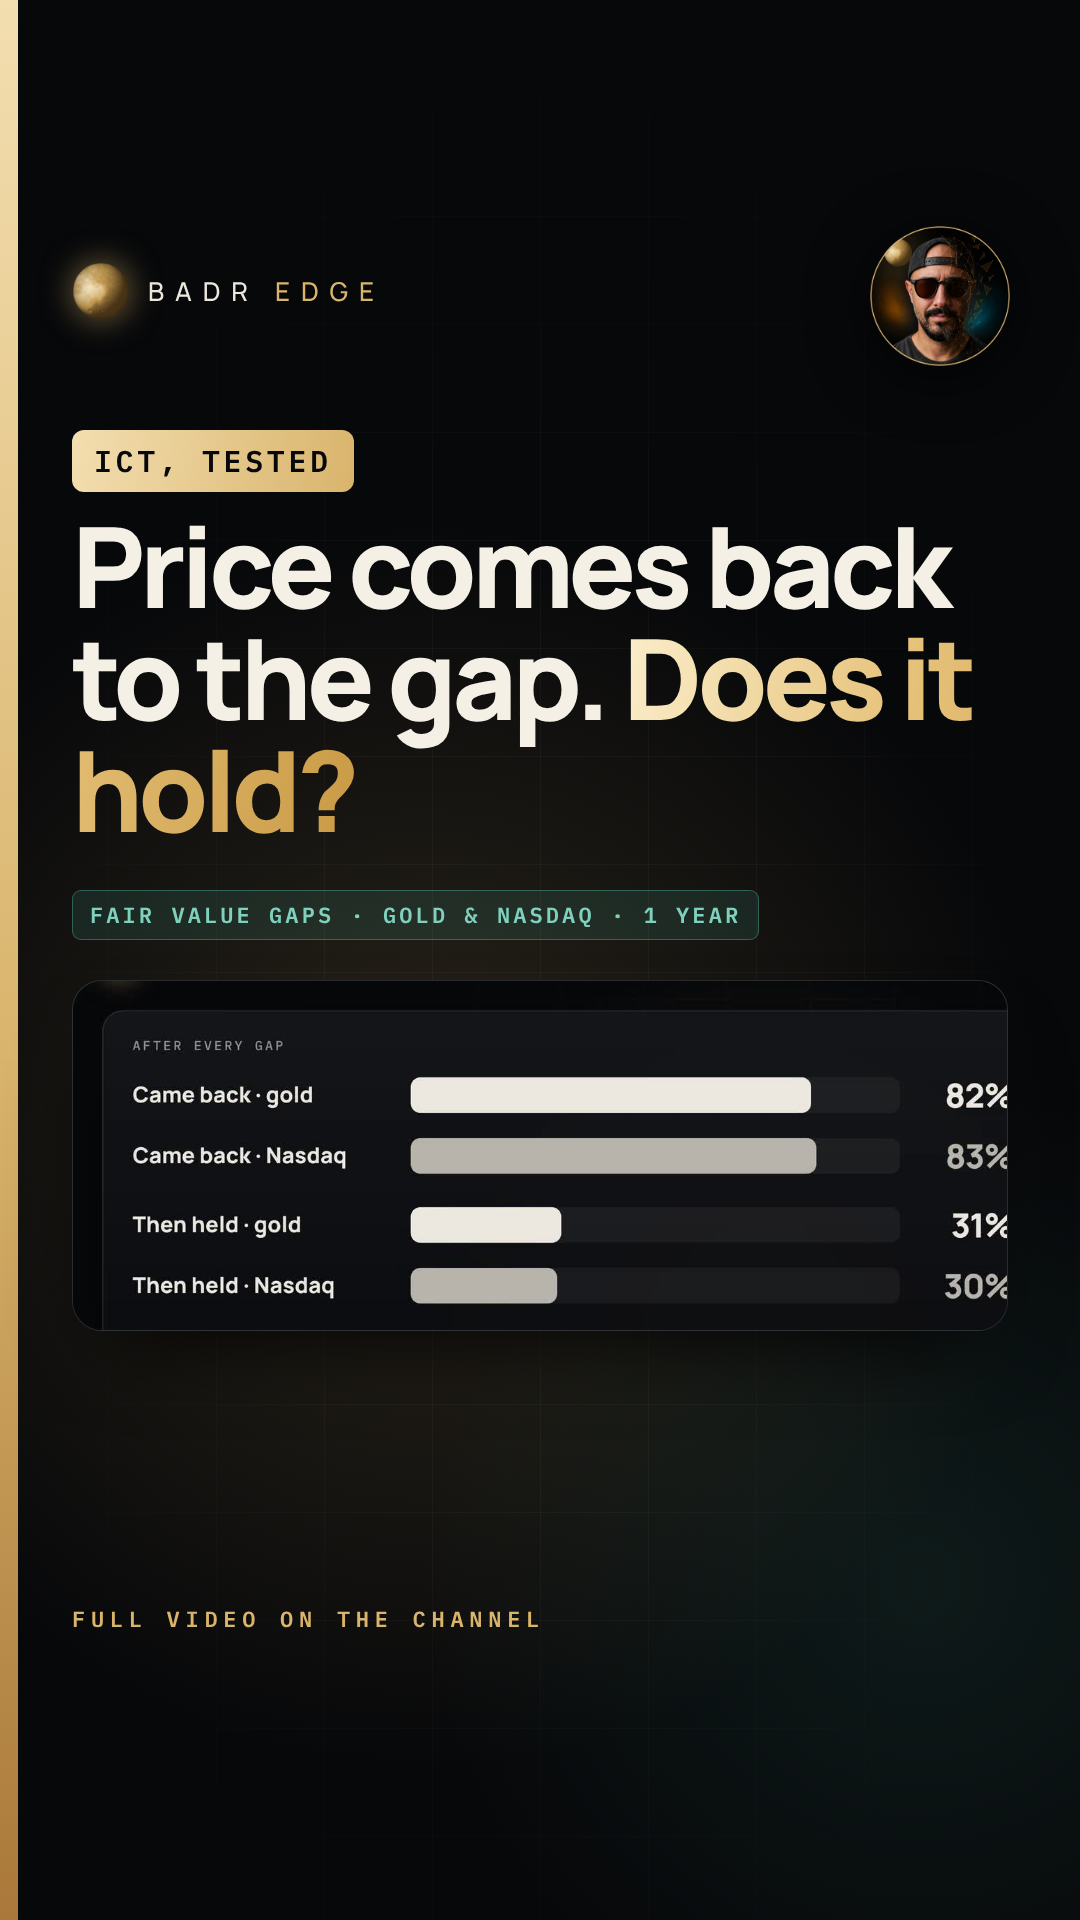 BADR EDGE
ICT, TESTED
Price comes back
to the gap. Does it
hold?
FAIR VALUE GAPS · GOLD & NASDAQ · 1 YEAR
AFTER EVERY GAP
Came back · gold 82%
Came back · Nasdaq 83%
Then held · gold 31%
Then held · Nasdaq 30%
FULL VIDEO ON THE CHANNEL